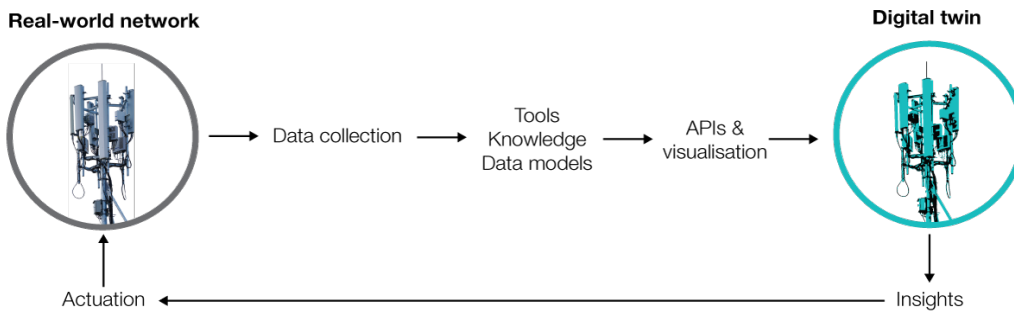 Real-world network
Digital twin
Data collection
Tools
Knowledge
Data models
APIs &
visualisation
Actuation
Insights